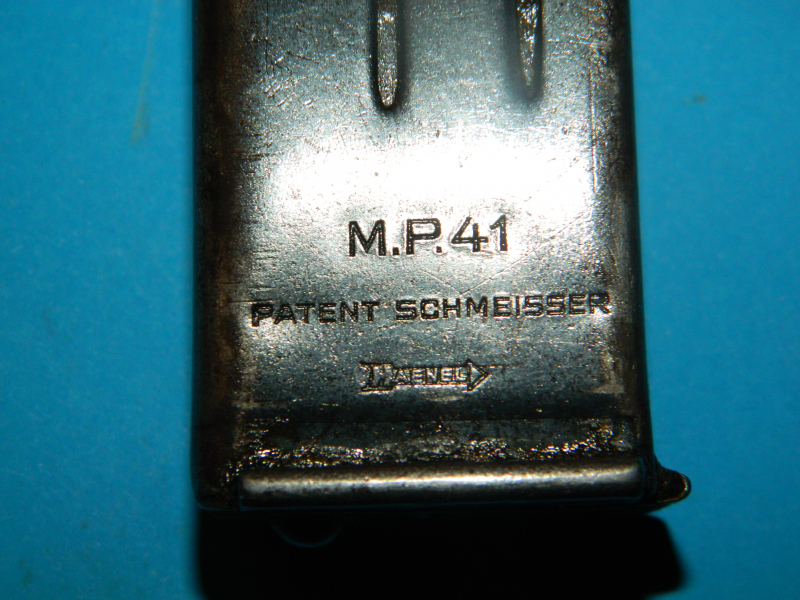 M.P.41
PATENT SCHMEISSER
HAENEL